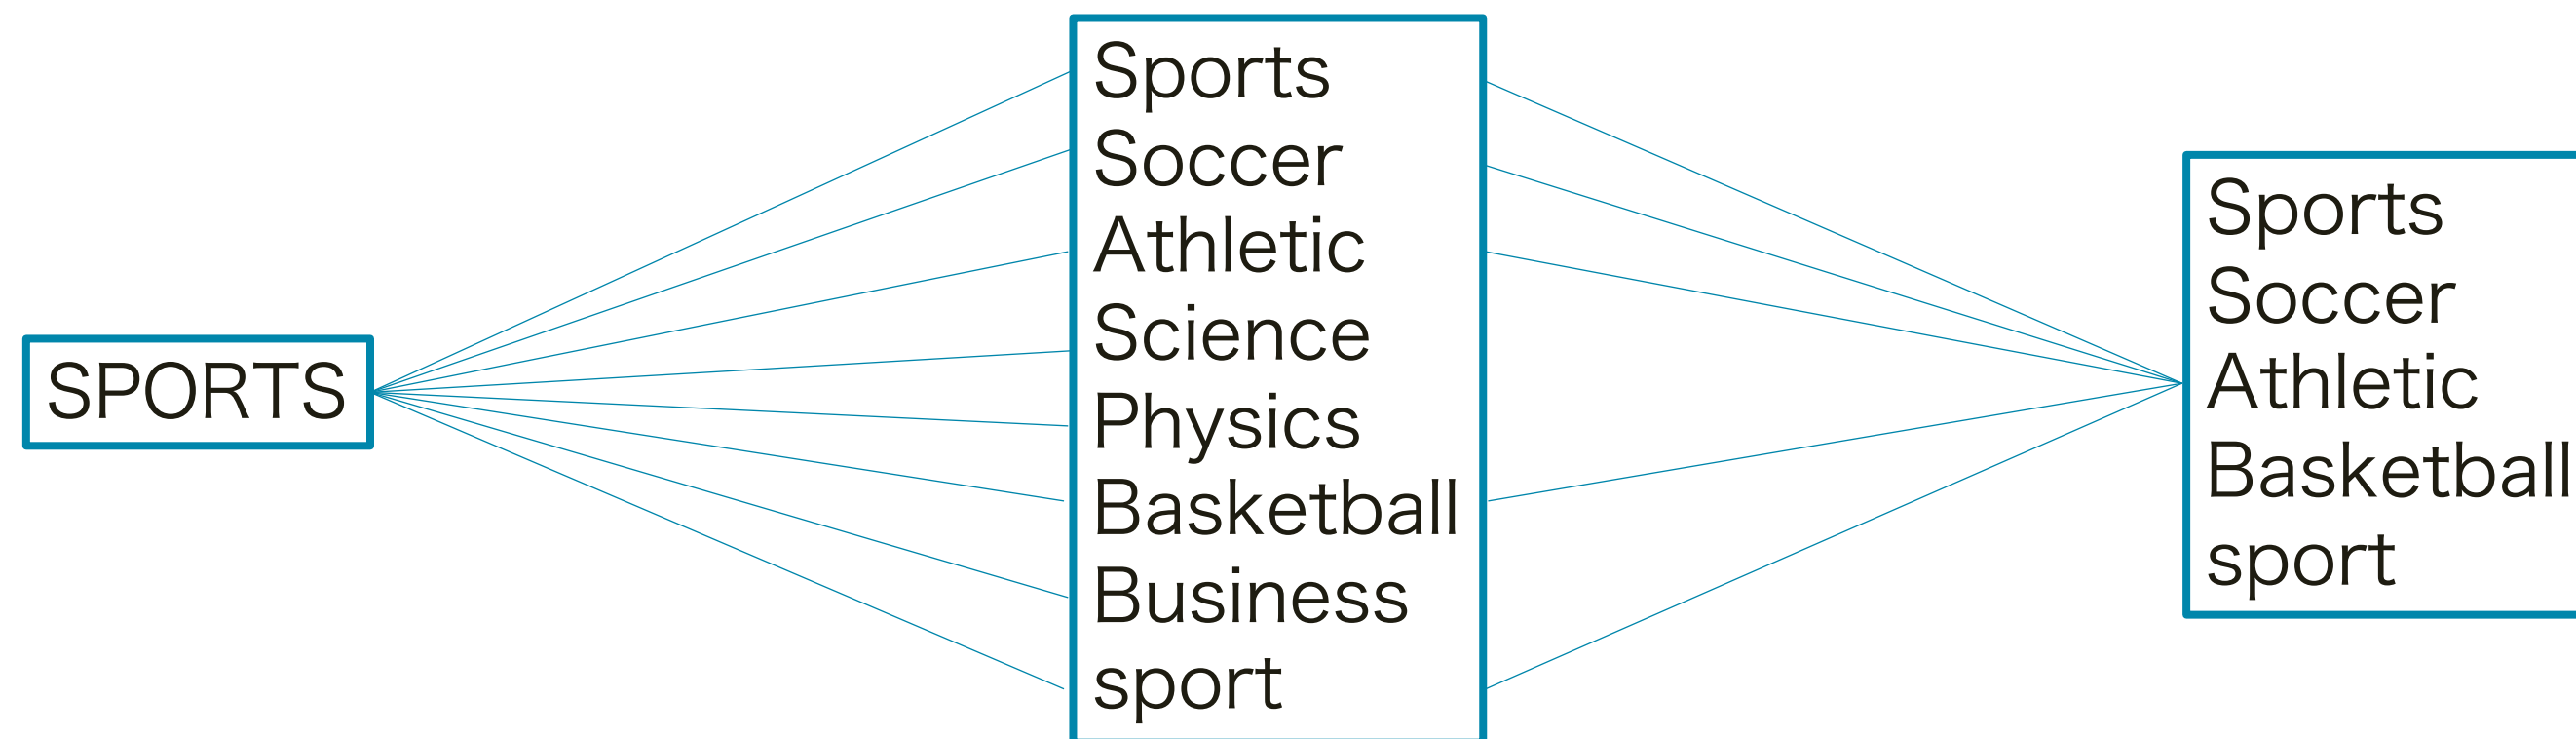 SPORTS
Sports
Soccer
Athletic
Science
Physics
Basketball
Business
sport
Sports
Soccer
Athletic
Basketball
sport